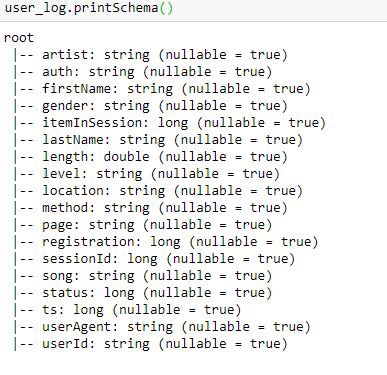 user_log.printSchema()
root
|-- artist: string (nullable = true)
|-- auth: string (nullable = true)
|-- firstName: string (nullable = true)
|-- gender: string (nullable = true)
|-- itemInSession: long (nullable = true)
|-- lastName: string (nullable = true)
|-- length: double (nullable = true)
|-- level: string (nullable = true)
|-- location: string (nullable = true)
|-- method: string (nullable = true)
|-- page: string (nullable = true)
|-- registration: long (nullable = true)
|-- sessionId: long (nullable = true)
|-- song: string (nullable = true)
|-- status: long (nullable = true)
|-- ts: long (nullable = true)
|-- userAgent: string (nullable = true)
|-- userId: string (nullable = true)